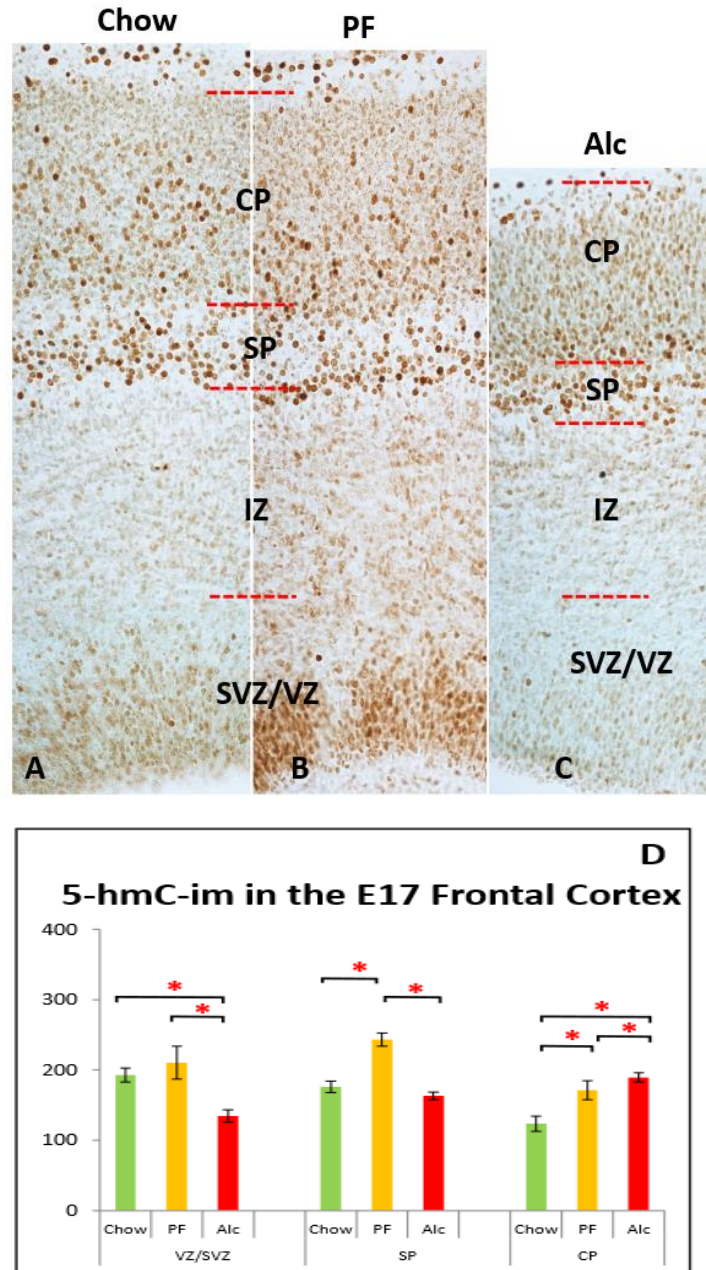 Chow
PF
Alc
CP
CP
SP
SP
IZ
IZ
SVZ/VZ
SVZ/VZ
A
B
C
D
5-hmC-im in the E17 Frontal Cortex
400
300
200
100
0
* * * * * * *
Chow PF Alc Chow PF Alc Chow PF Alc
VZ/SVZ SP CP